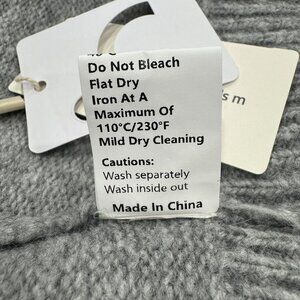 Do Not Bleach
Flat Dry
Iron At A
Maximum Of
110°C/230°F
Mild Dry Cleaning
Cautions:
Wash separately
Wash inside out
Made In China